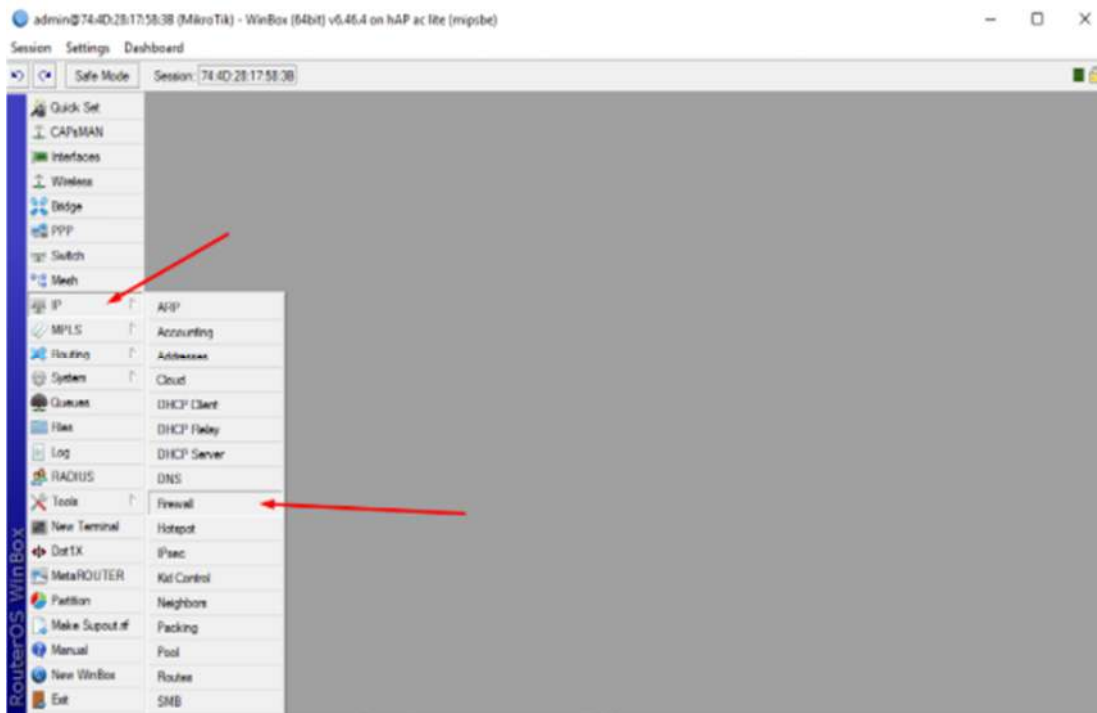 admin@74:4D:28:17:58:3B (MikroTik) - WinBox (64bit) v6.46.4 on hAP ac lite (mipsbe)
Session Settings Dashboard
Safe Mode Session: 74:4D:28:17:58:3B
Quick Set
CAPsMAN
Interfaces
Wireless
Bridge
PPP
Switch
Mesh
IP
MPLS
Routing
System
Queues
Files
Log
RADIUS
Tools
New Terminal
Dot1X
MetaROUTER
Partition
Make Supout.rif
Manual
New WinBox
Exit
ARP
Accounting
Addresses
Cloud
DHCP Client
DHCP Relay
DHCP Server
DNS
Firewall
Hotspot
IPsec
Kid Control
Neighbors
Packing
Pool
Routes
SMB
RouterOS WinBox